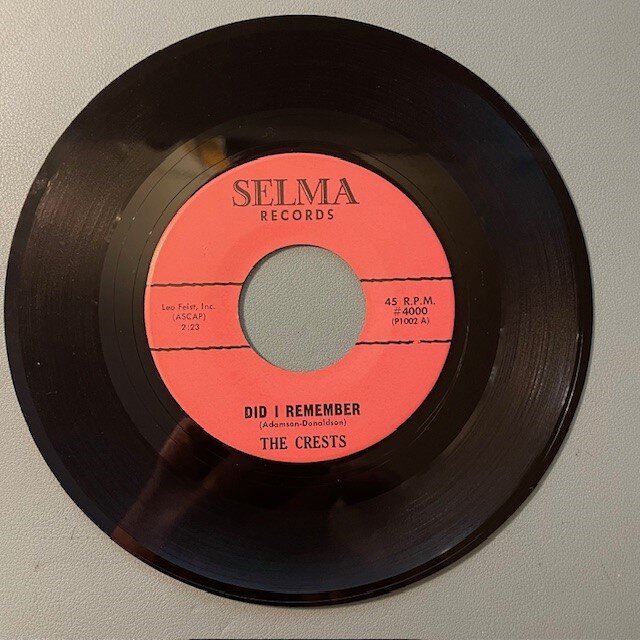 SELMA
RECORDS
Leo Feist, Inc.
(ASCAP)
2:23
45 R.P.M.
#4000
(P1002 A)
DID I REMEMBER
(Adamson-Donaldson)
THE CRESTS